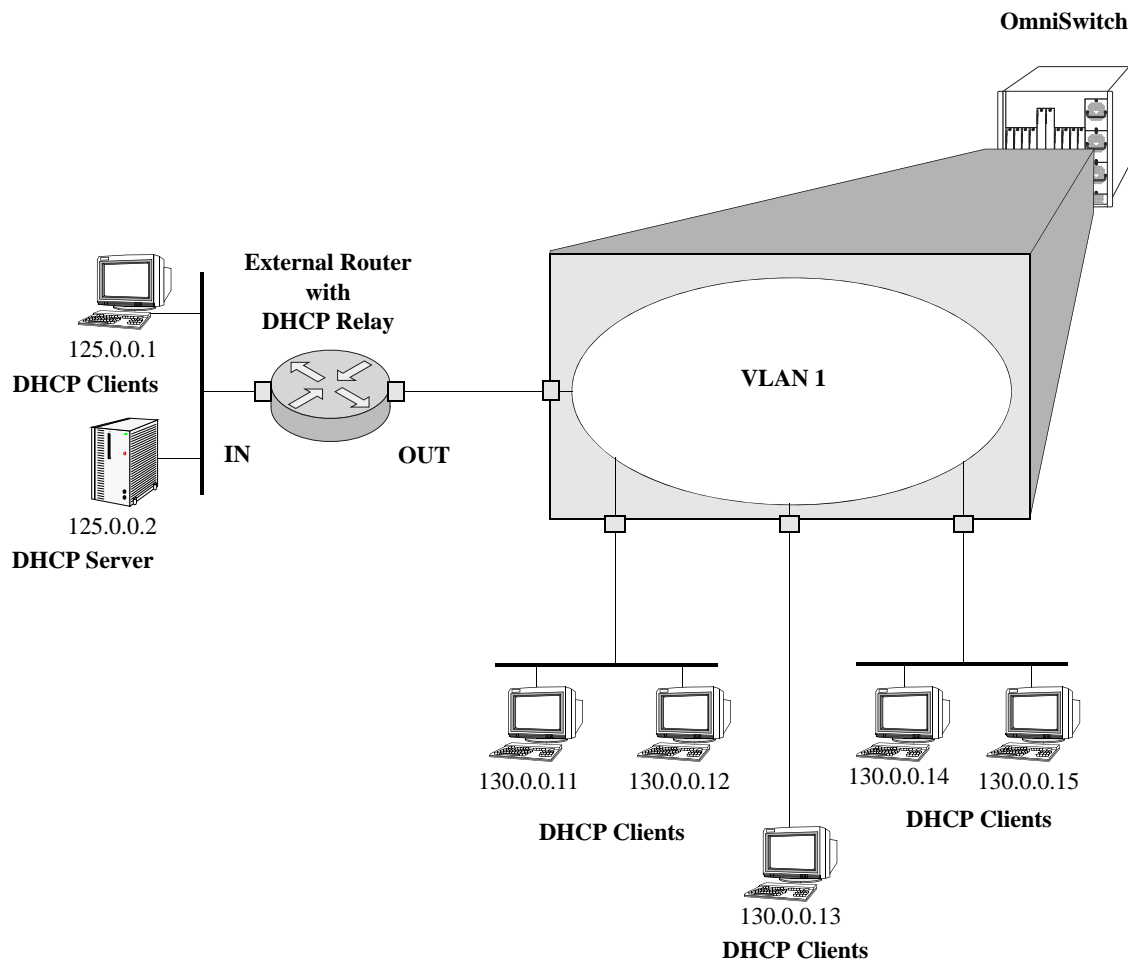 OmniSwitch
External Router
with
DHCP Relay
125.0.0.1
DHCP Clients
VLAN 1
IN
OUT
125.0.0.2
DHCP Server
130.0.0.11
130.0.0.12
130.0.0.14
130.0.0.15
DHCP Clients
DHCP Clients
130.0.0.13
DHCP Clients